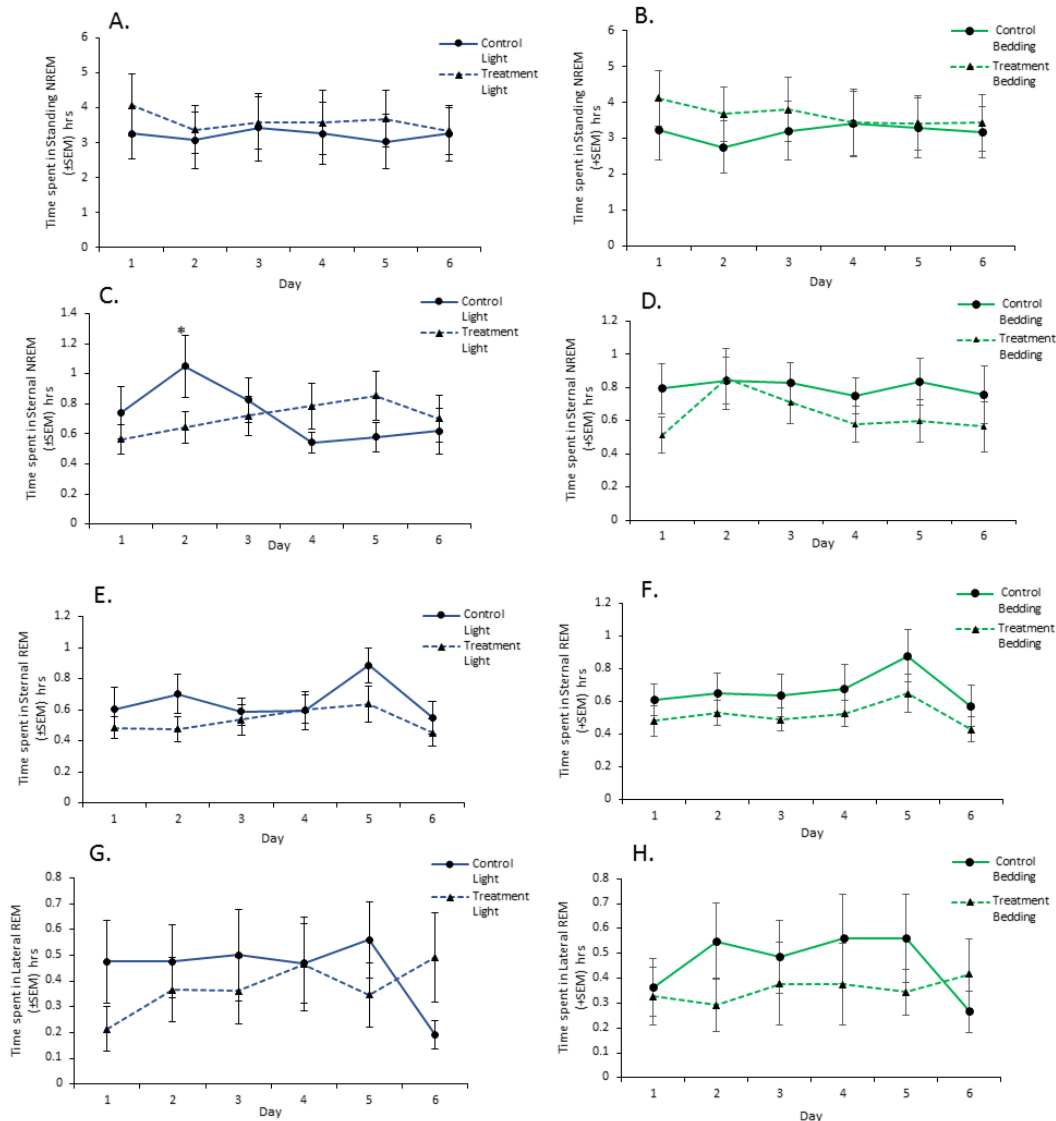 A.
Control
Light
Treatment
Light
Time spent in Standing NREM
(±SEM) hrs
6
5
4
3
2
1
0
1 2 3 4 5 6
Day
B.
Control
Bedding
Treatment
Bedding
Time spent in Standing NREM
(+SEM) hrs
6
5
4
3
2
1
0
1 2 3 4 5 6
Day
C.
Control
Light
Treatment
Light
*
Time spent in Sternal NREM
(±SEM) hrs
1.4
1.2
1
0.8
0.6
0.4
0.2
0
1 2 3 4 5 6
Day
D.
Control
Bedding
Treatment
Bedding
Time spent in Sternal NREM
(+SEM) hrs
1.2
1
0.8
0.6
0.4
0.2
0
1 2 3 4 5 6
Day
E.
Control
Light
Treatment
Light
Time spent in Sternal REM
(±SEM) hrs
1.2
1
0.8
0.6
0.4
0.2
0
1 2 3 4 5 6
Day
F.
Control
Bedding
Treatment
Bedding
Time spent in Sternal REM
(+SEM) hrs
1.2
1
0.8
0.6
0.4
0.2
0
1 2 3 4 5 6
Day
G.
Control
Light
Treatment
Light
Time spent in Lateral REM
(±SEM) hrs
0.8
0.7
0.6
0.5
0.4
0.3
0.2
0.1
0
1 2 3 4 5 6
Day
H.
Control
Bedding
Treatment
Bedding
Time spent in Lateral REM
(+SEM) hrs
0.8
0.7
0.6
0.5
0.4
0.3
0.2
0.1
0
1 2 3 4 5 6
Day